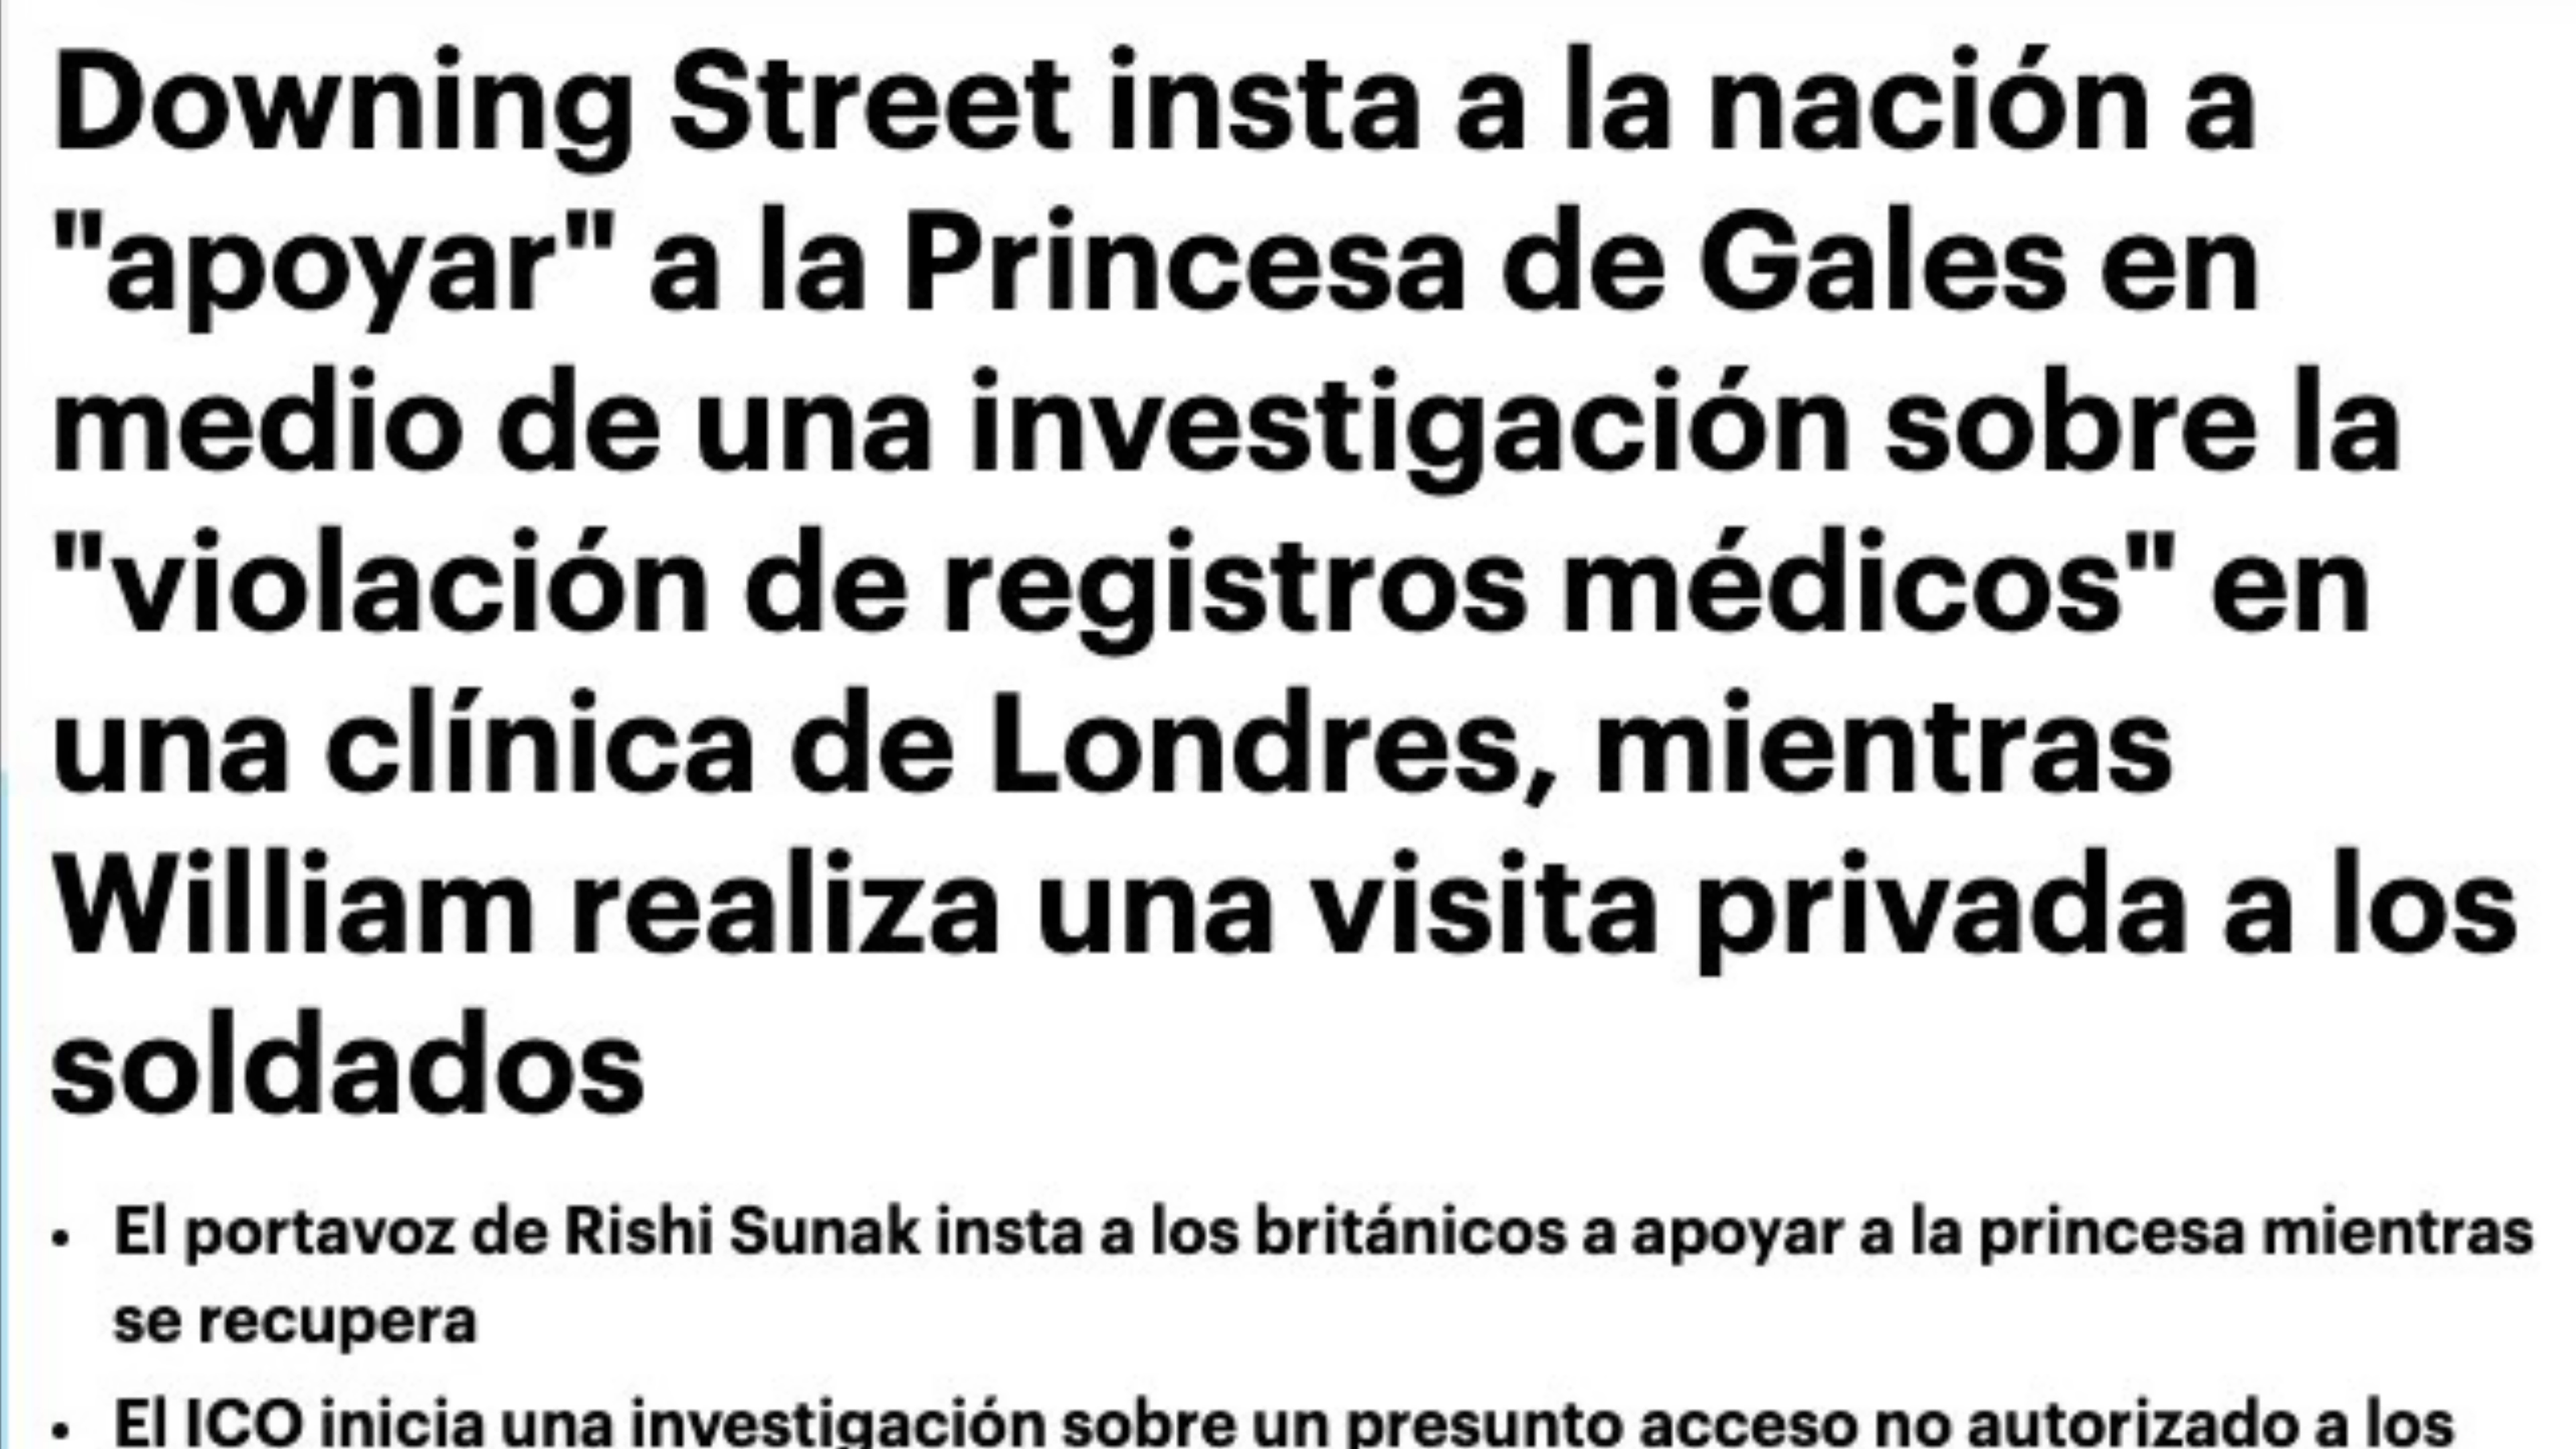 Downing Street insta a la nación a
"apoyar" a la Princesa de Gales en
medio de una investigación sobre la
"violación de registros médicos" en
una clínica de Londres, mientras
William realiza una visita privada a los
soldados
• El portavoz de Rishi Sunak insta a los británicos a apoyar a la princesa mientras
se recupera
• El ICO inicia una investigación sobre un presunto acceso no autorizado a los